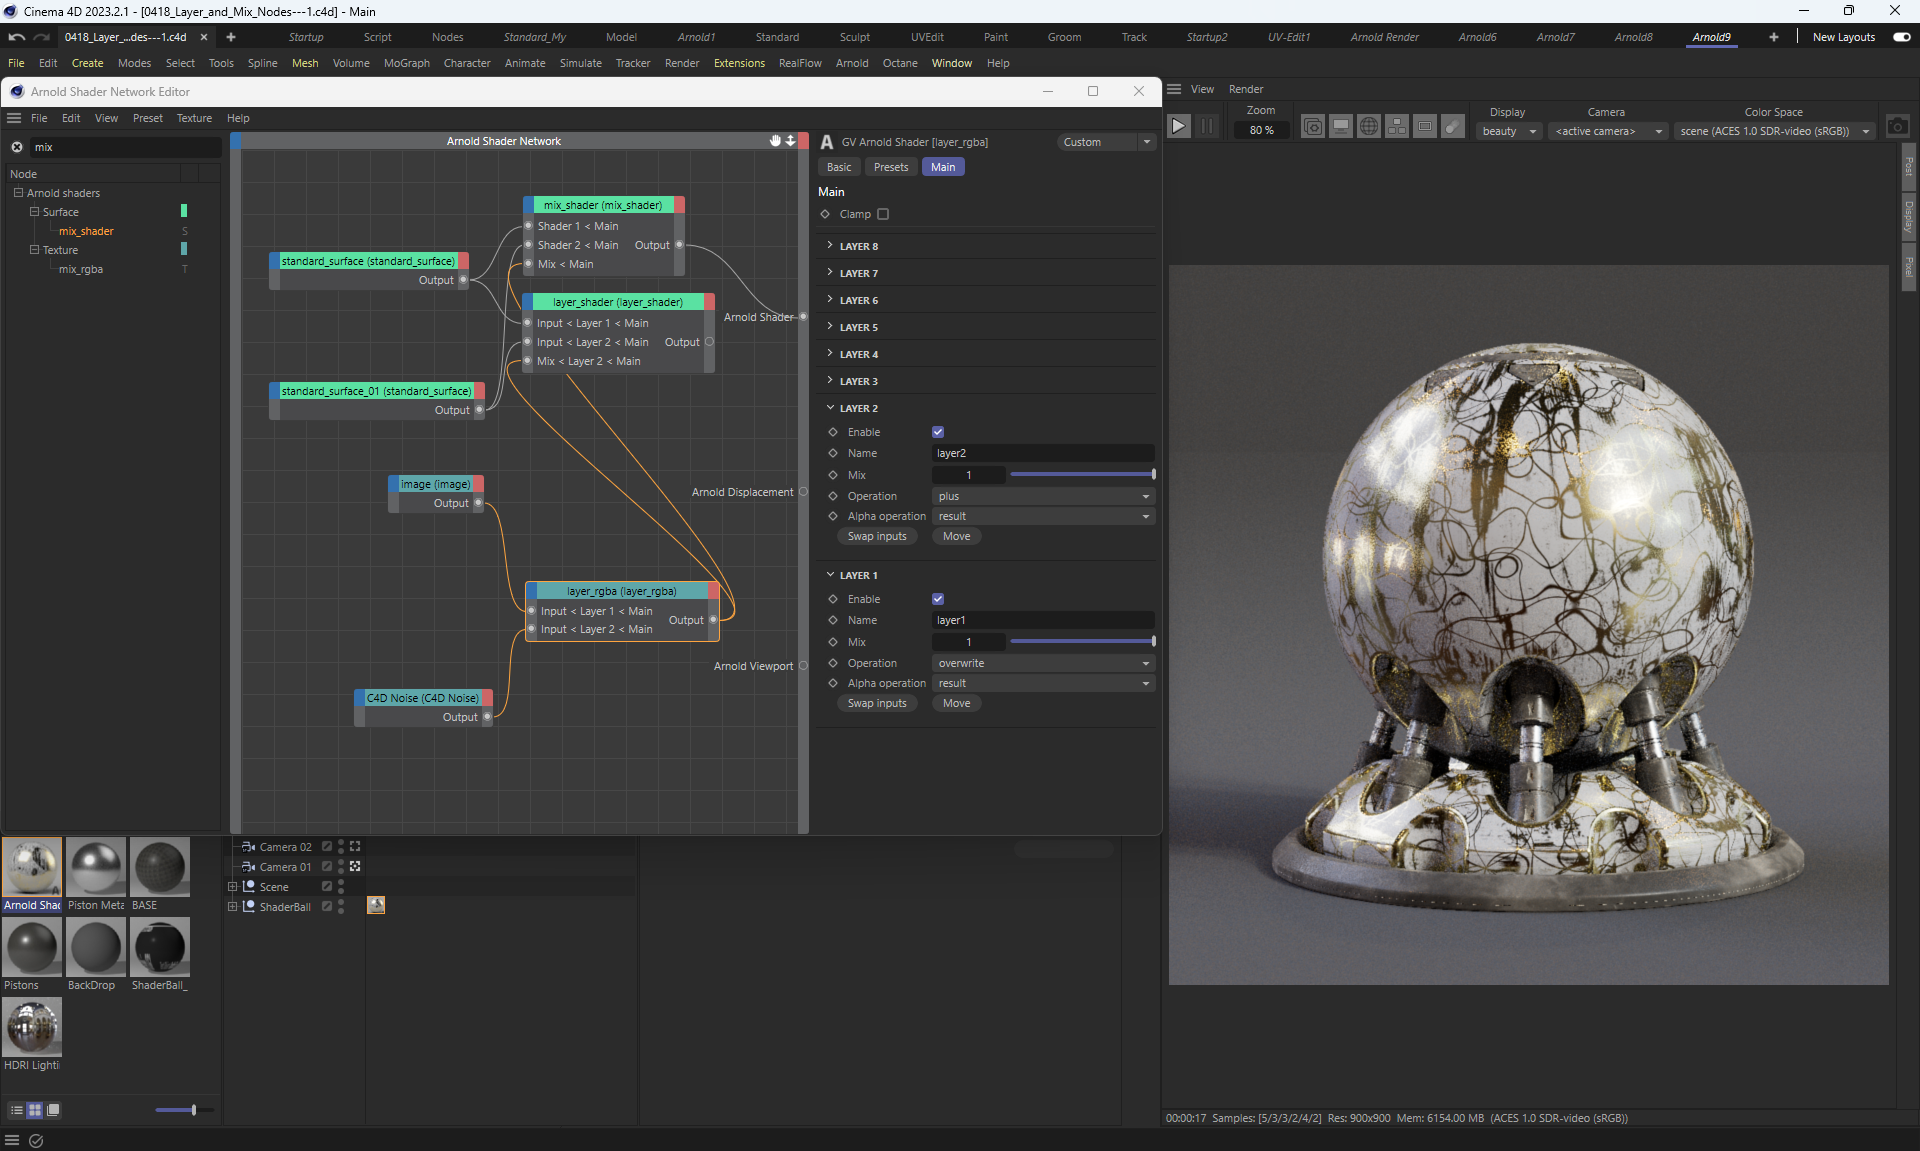 Cinema 4D 2023.2.1 - [0418_Layer_and_Mix_Nodes---1.c4d] - Main
0418_Layer_...des---1.c4d
Startup Script Nodes Standard_My Model Arnold1 Standard Sculpt UVEdit Paint Groom Track Startup2 UV-Edit1 Arnold Render Arnold6 Arnold7 Arnold8 Arnold9 New Layouts
File Edit Create Modes Select Tools Spline Mesh Volume MoGraph Character Animate Simulate Tracker Render Extensions RealFlow Arnold Octane Window Help
Arnold Shader Network Editor
File Edit View Preset Texture Help
mix
Node
Arnold shaders
Surface
mix_shader S
Texture
mix_rgba T
Arnold Shader Network
mix_shader (mix_shader)
Shader 1 < Main
Shader 2 < Main Output
Mix < Main
standard_surface (standard_surface)
Output
layer_shader (layer_shader)
Input < Layer 1 < Main
Input < Layer 2 < Main Output
Mix < Layer 2 < Main
Arnold Shader
standard_surface_01 (standard_surface)
Output
image (image)
Output
Arnold Displacement
layer_rgba (layer_rgba)
Input < Layer 1 < Main
Output
Input < Layer 2 < Main
Arnold Viewport
C4D Noise (C4D Noise)
Output
A GV Arnold Shader [layer_rgba] Custom
Basic Presets Main
Main
Clamp
LAYER 8
LAYER 7
LAYER 6
LAYER 5
LAYER 4
LAYER 3
LAYER 2
Enable
Name layer2
Mix 1
Operation plus
Alpha operation result
Swap inputs Move
LAYER 1
Enable
Name layer1
Mix 1
Operation overwrite
Alpha operation result
Swap inputs Move
View Render
Zoom Display Camera Color Space
80 % beauty <active camera> scene (ACES 1.0 SDR-video (sRGB))
Post
Display
Pixel
Camera 02
Camera 01
Scene
ShaderBall
Arnold Shac Piston Meta BASE
Pistons BackDrop ShaderBall_
HDRI Lighti
00:00:17 Samples: [5/3/3/2/4/2] Res: 900x900 Mem: 6154.00 MB (ACES 1.0 SDR-video (sRGB))